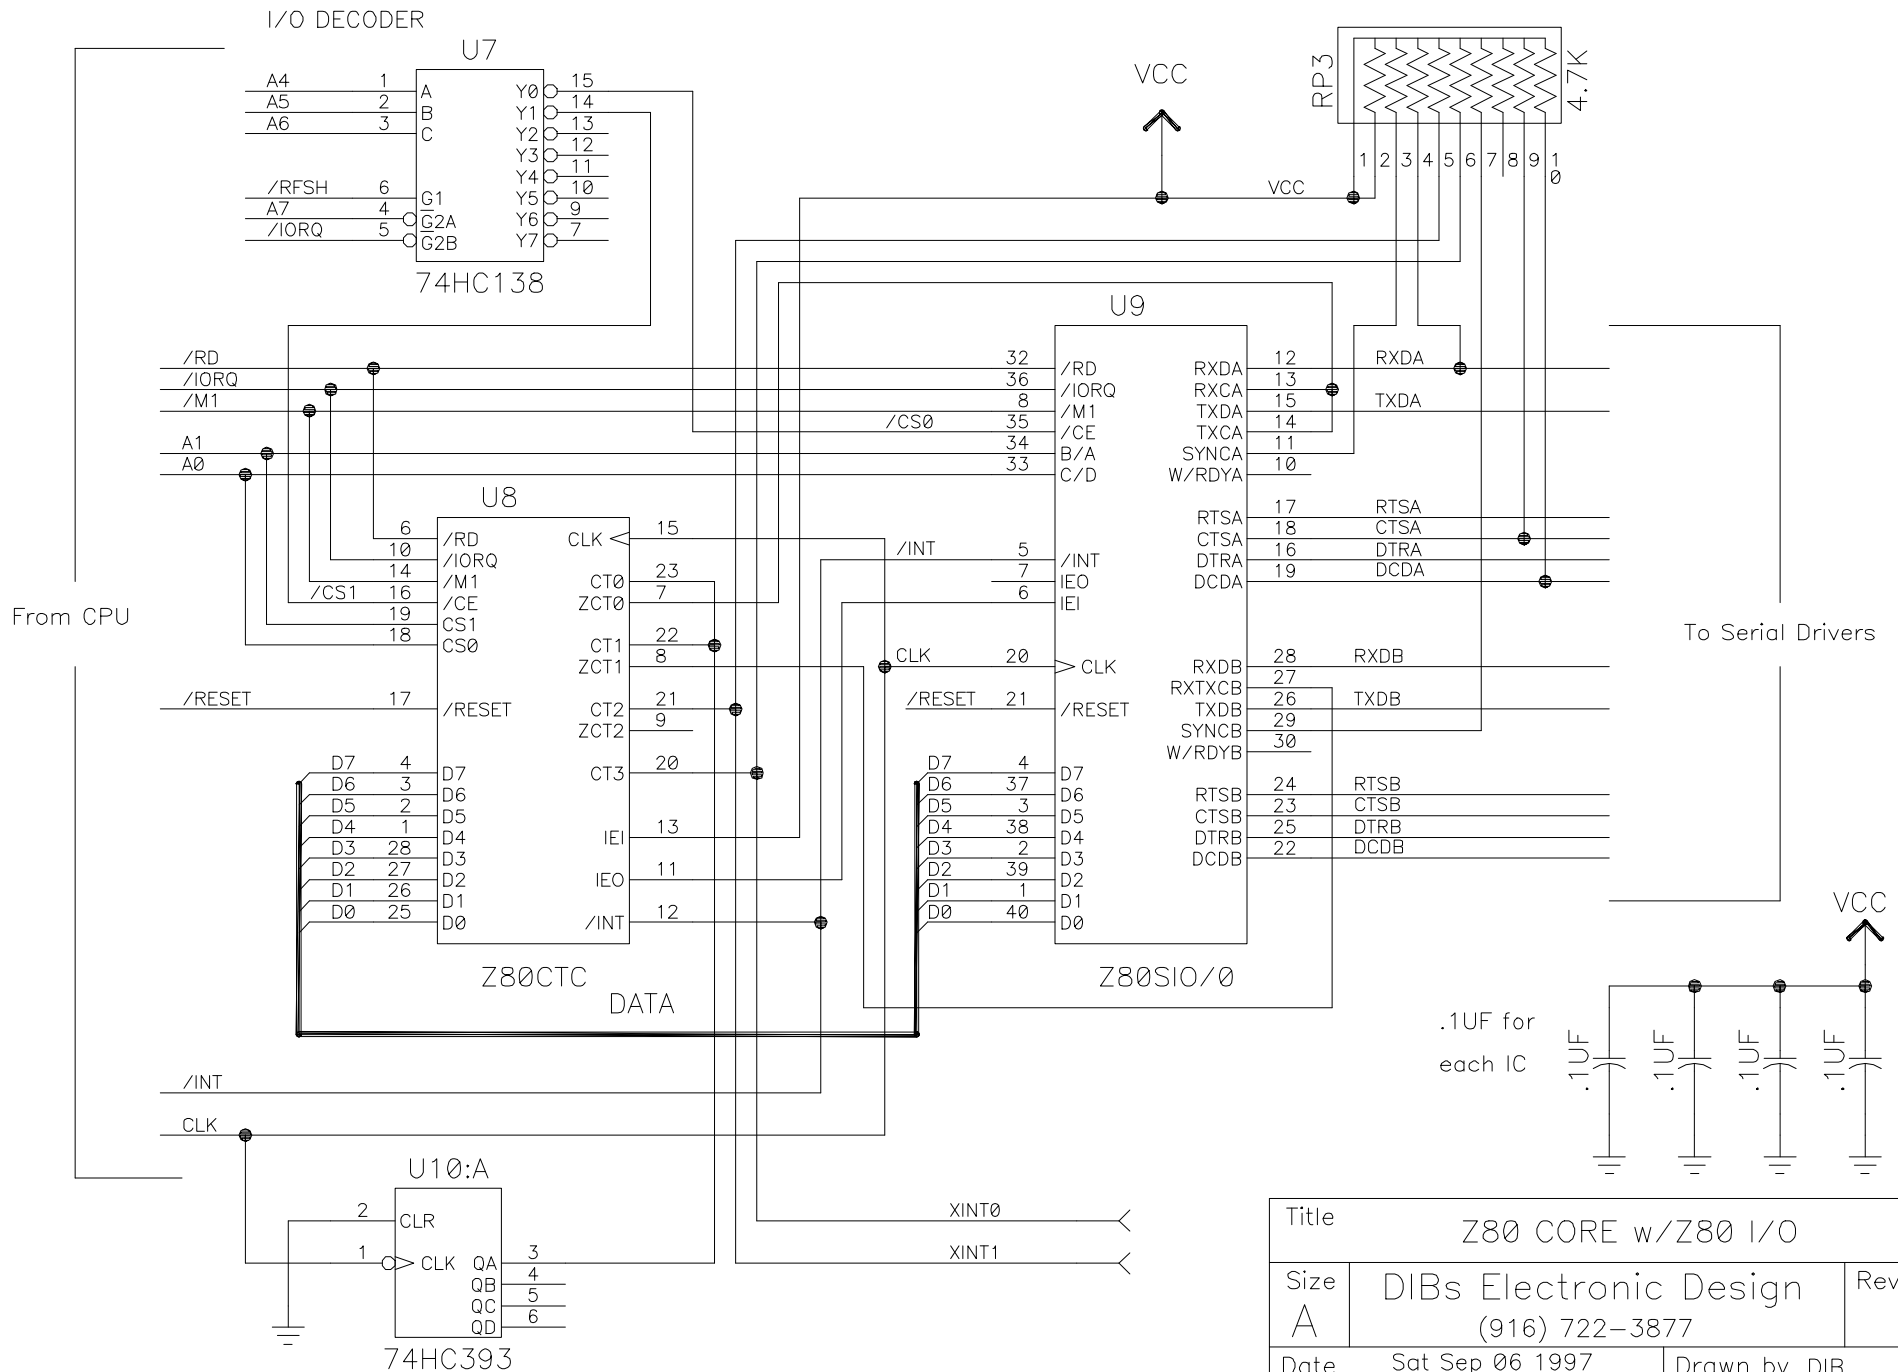 I/O DECODER
U7
A4 1 A Y0 15
A5 2 B Y1 14
A6 3 C Y2 13
Y3 12
Y4 11
/RFSH 6 G1 Y5 10
A7 4 G2A Y6 9
/IORQ 5 G2B Y7 7
74HC138
VCC
RP3
4.7K
1 2 3 4 5 6 7 8 9 10
VCC
U9
/RD 32 /RD RXDA 12 RXDA
/IORQ 36 /IORQ RXCA 13
/M1 8 /M1 TXDA 15 TXDA
/CS0 35 /CE TXCA 14
A1 34 B/A SYNCA 11
A0 33 C/D W/RDYA 10
RTSA 17 RTSA
CTSA 18 CTSA
/INT 5 /INT DTRA 16 DTRA
7 IEO DCDA 19 DCDA
6 IEI
CLK 20 CLK RXDB 28 RXDB
RXTXCB 27
/RESET 21 /RESET TXDB 26 TXDB
SYNCB 29
W/RDYB 30
D7 4 D7
D6 37 D6 RTSB 24 RTSB
D5 3 D5 CTSB 23 CTSB
D4 38 D4 DTRB 25 DTRB
D3 2 D3 DCDB 22 DCDB
D2 39 D2
D1 1 D1
D0 40 D0
Z80SIO/0
U8
6 /RD CLK 15
10 /IORQ
14 /M1 CT0 23
/CS1 16 /CE ZCT0 7
19 CS1
18 CS0 CT1 22
ZCT1 8
/RESET 17 /RESET CT2 21
ZCT2 9
D7 4 D7 CT3 20
D6 3 D6
D5 2 D5
D4 1 D4 IEI 13
D3 28 D3
D2 27 D2 IEO 11
D1 26 D1
D0 25 D0 /INT 12
Z80CTC
DATA
From CPU
To Serial Drivers
/INT
CLK
U10:A
2 CLR
1 CLK QA 3
QB 4
QC 5
QD 6
74HC393
XINT0
XINT1
VCC
.1UF for
each IC
.1UF .1UF .1UF .1UF
Title
Z80 CORE w/Z80 I/O
Size
A
DIBs Electronic Design
(916) 722-3877
Rev
Date
Sat Sep 06 1997
Drawn by DIB